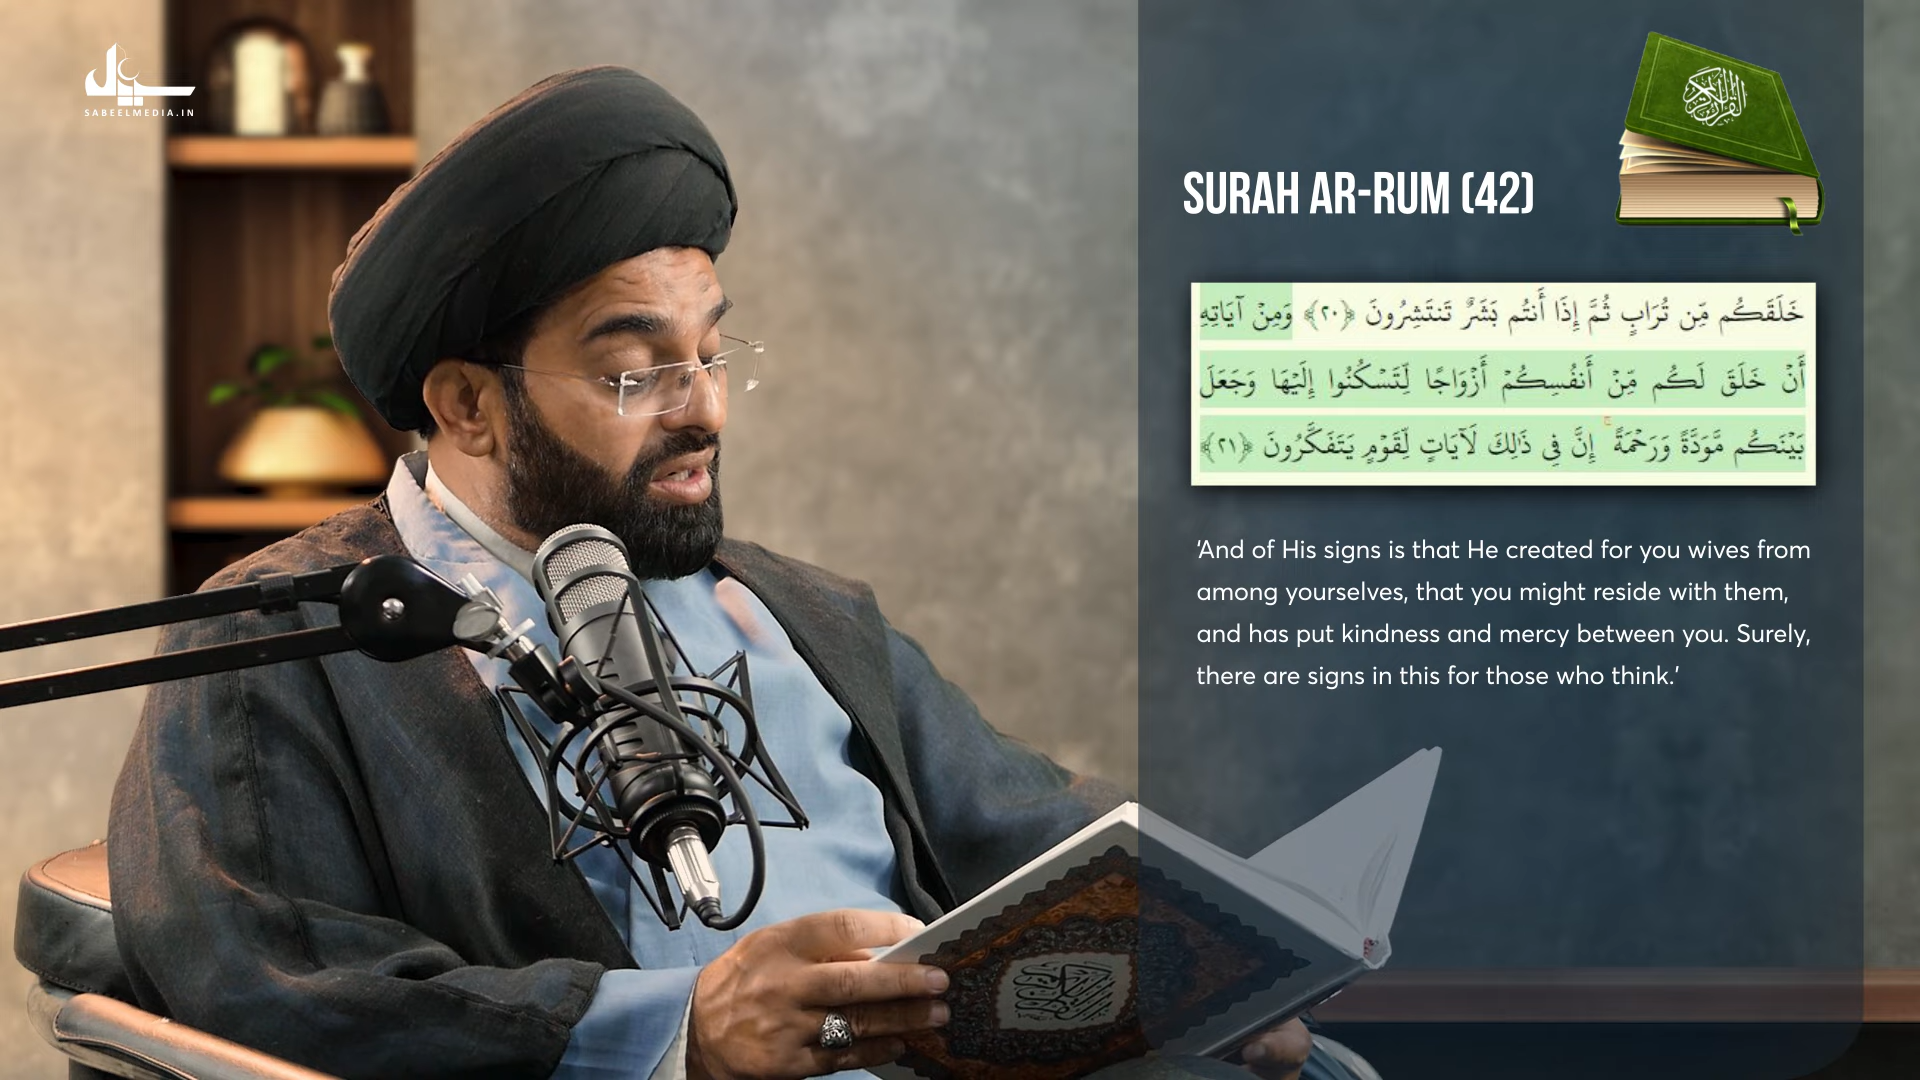 سبیل
SABEELMEDIA.IN
القرآن الكريم
SURAH AR-RUM (42)
خَلَقَكُم مِّن تُرَابٍ ثُمَّ إِذَا أَنتُم بَشَرٌ تَنتَشِرُونَ ﴿٢٠﴾ وَمِنْ آيَاتِهِ
أَنْ خَلَقَ لَكُم مِّنْ أَنفُسِكُمْ أَزْوَاجًا لِّتَسْكُنُوا إِلَيْهَا وَجَعَلَ
بَيْنَكُم مَّوَدَّةً وَرَحْمَةً ۚ إِنَّ فِي ذَٰلِكَ لَآيَاتٍ لِّقَوْمٍ يَتَفَكَّرُونَ ﴿٢١﴾
‘And of His signs is that He created for you wives from
among yourselves, that you might reside with them,
and has put kindness and mercy between you. Surely,
there are signs in this for those who think.’